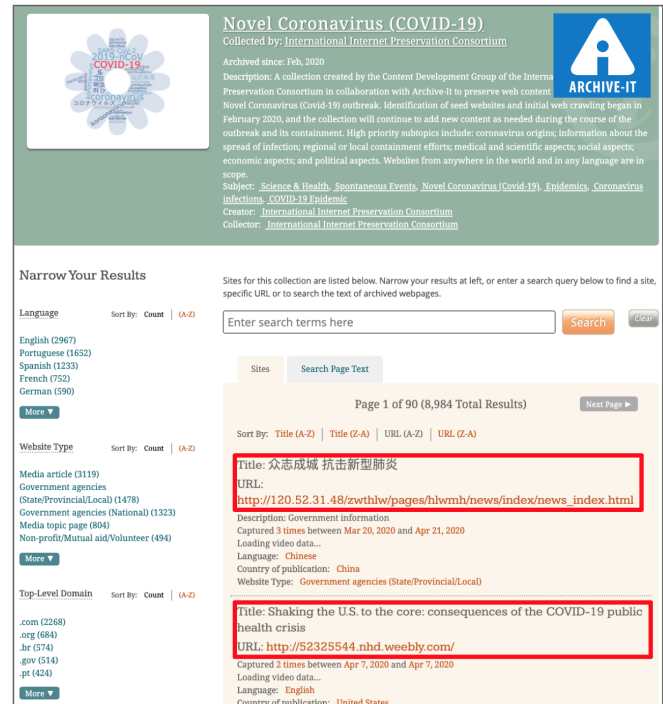 SARS-CoV-2
2019-nCoV
COVID-19
coronavirus
コロナウイルス
Novel Coronavirus (COVID-19)
Collected by: International Internet Preservation Consortium
Archived since: Feb, 2020
Description: A collection created by the Content Development Group of the Interna
Preservation Consortium in collaboration with Archive-It to preserve web content
Novel Coronavirus (Covid-19) outbreak. Identification of seed websites and initial web crawling began in
February 2020, and the collection will continue to add new content as needed during the course of the
outbreak and its containment. High priority subtopics include: coronavirus origins; information about the
spread of infection; regional or local containment efforts; medical and scientific aspects; social aspects;
economic aspects; and political aspects. Websites from anywhere in the world and in any language are in
scope.
Subject: Science & Health, Spontaneous Events, Novel Coronavirus (Covid-19), Epidemics, Coronavirus
infections, COVID-19 Epidemic
Creator: International Internet Preservation Consortium
Collector: International Internet Preservation Consortium
ARCHIVE-IT
Narrow Your Results
Language Sort By: Count | (A-Z)
English (2967)
Portuguese (1652)
Spanish (1233)
French (752)
German (590)
More ▼
Website Type Sort By: Count | (A-Z)
Media article (3119)
Government agencies
(State/Provincial/Local) (1478)
Government agencies (National) (1323)
Media topic page (804)
Non-profit/Mutual aid/Volunteer (494)
More ▼
Top-Level Domain Sort By: Count | (A-Z)
.com (2268)
.org (684)
.br (574)
.gov (514)
.pt (424)
More ▼
Sites for this collection are listed below. Narrow your results at left, or enter a search query below to find a site,
specific URL or to search the text of archived webpages.
Enter search terms here
Search
Clear
Sites
Search Page Text
Page 1 of 90 (8,984 Total Results)
Next Page ►
Sort By: Title (A-Z) | Title (Z-A) | URL (A-Z) | URL (Z-A)
Title: 众志成城 抗击新型肺炎
URL:
http://120.52.31.48/zwthlw/pages/hlwmh/news/index/news_index.html
Description: Government information
Captured 3 times between Mar 20, 2020 and Apr 21, 2020
Loading video data...
Language: Chinese
Country of publication: China
Website Type: Government agencies (State/Provincial/Local)
Title: Shaking the U.S. to the core: consequences of the COVID-19 public
health crisis
URL: http://52325544.nhd.weebly.com/
Captured 2 times between Apr 7, 2020 and Apr 7, 2020
Loading video data...
Language: English
Country of publication: United States